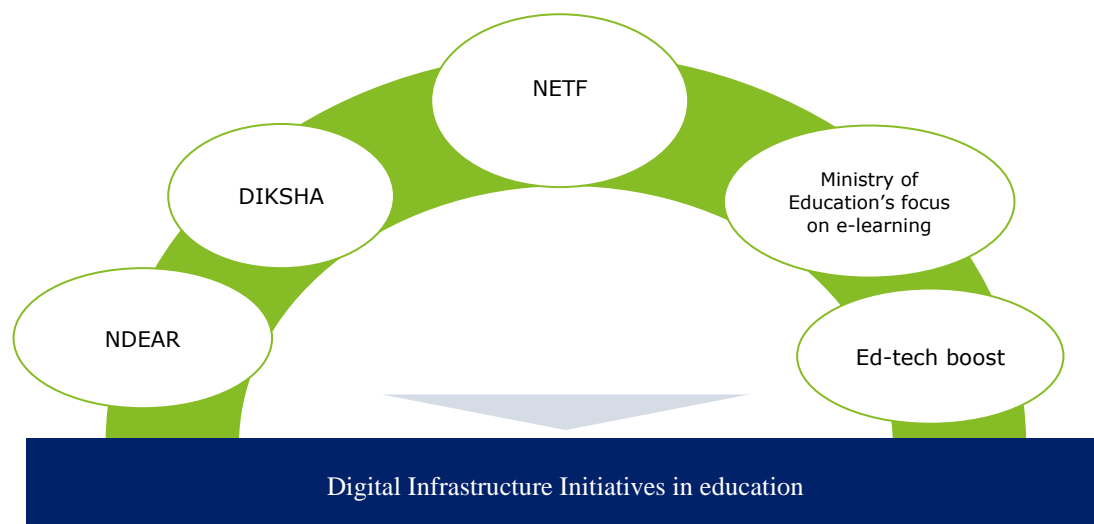 NETF
DIKSHA
Ministry of
Education’s focus
on e-learning
NDEAR
Ed-tech boost
Digital Infrastructure Initiatives in education